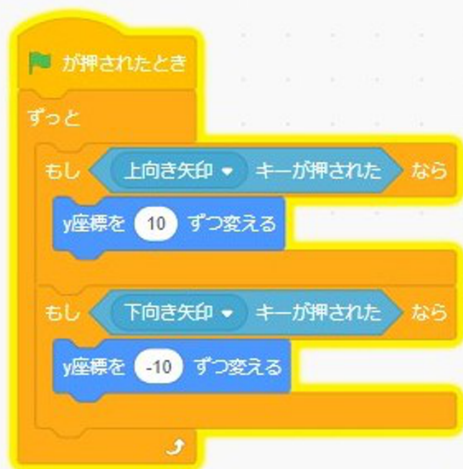 が押されたとき
ずっと
もし 上向き矢印 キーが押された なら
y座標を 10 ずつ変える
もし 下向き矢印 キーが押された なら
y座標を -10 ずつ変える